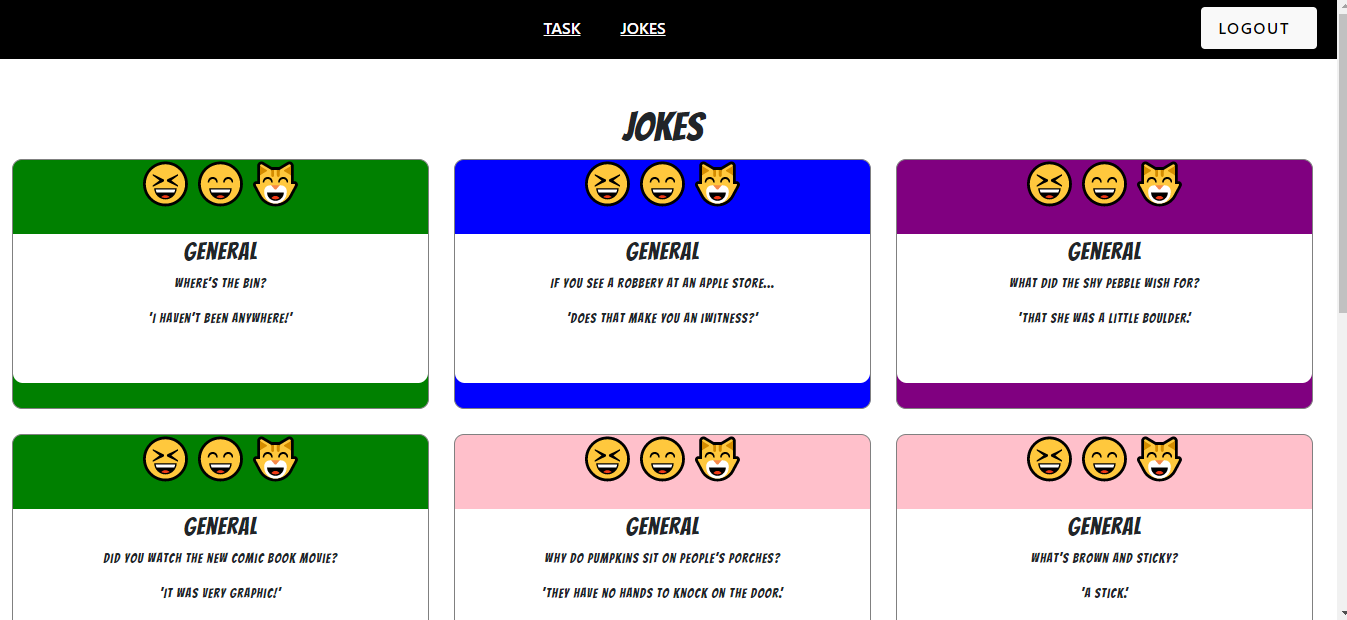 TASK JOKES LOGOUT
JOKES
GENERAL
WHERE'S THE BIN?
'I HAVEN'T BEEN ANYWHERE!'
GENERAL
IF YOU SEE A ROBBERY AT AN APPLE STORE...
'DOES THAT MAKE YOU AN IWITNESS?'
GENERAL
WHAT DID THE SHY PEBBLE WISH FOR?
'THAT SHE WAS A LITTLE BOULDER.'
GENERAL
DID YOU WATCH THE NEW COMIC BOOK MOVIE?
'IT WAS VERY GRAPHIC!'
GENERAL
WHY DO PUMPKINS SIT ON PEOPLE'S PORCHES?
'THEY HAVE NO HANDS TO KNOCK ON THE DOOR.'
GENERAL
WHAT'S BROWN AND STICKY?
'A STICK.'